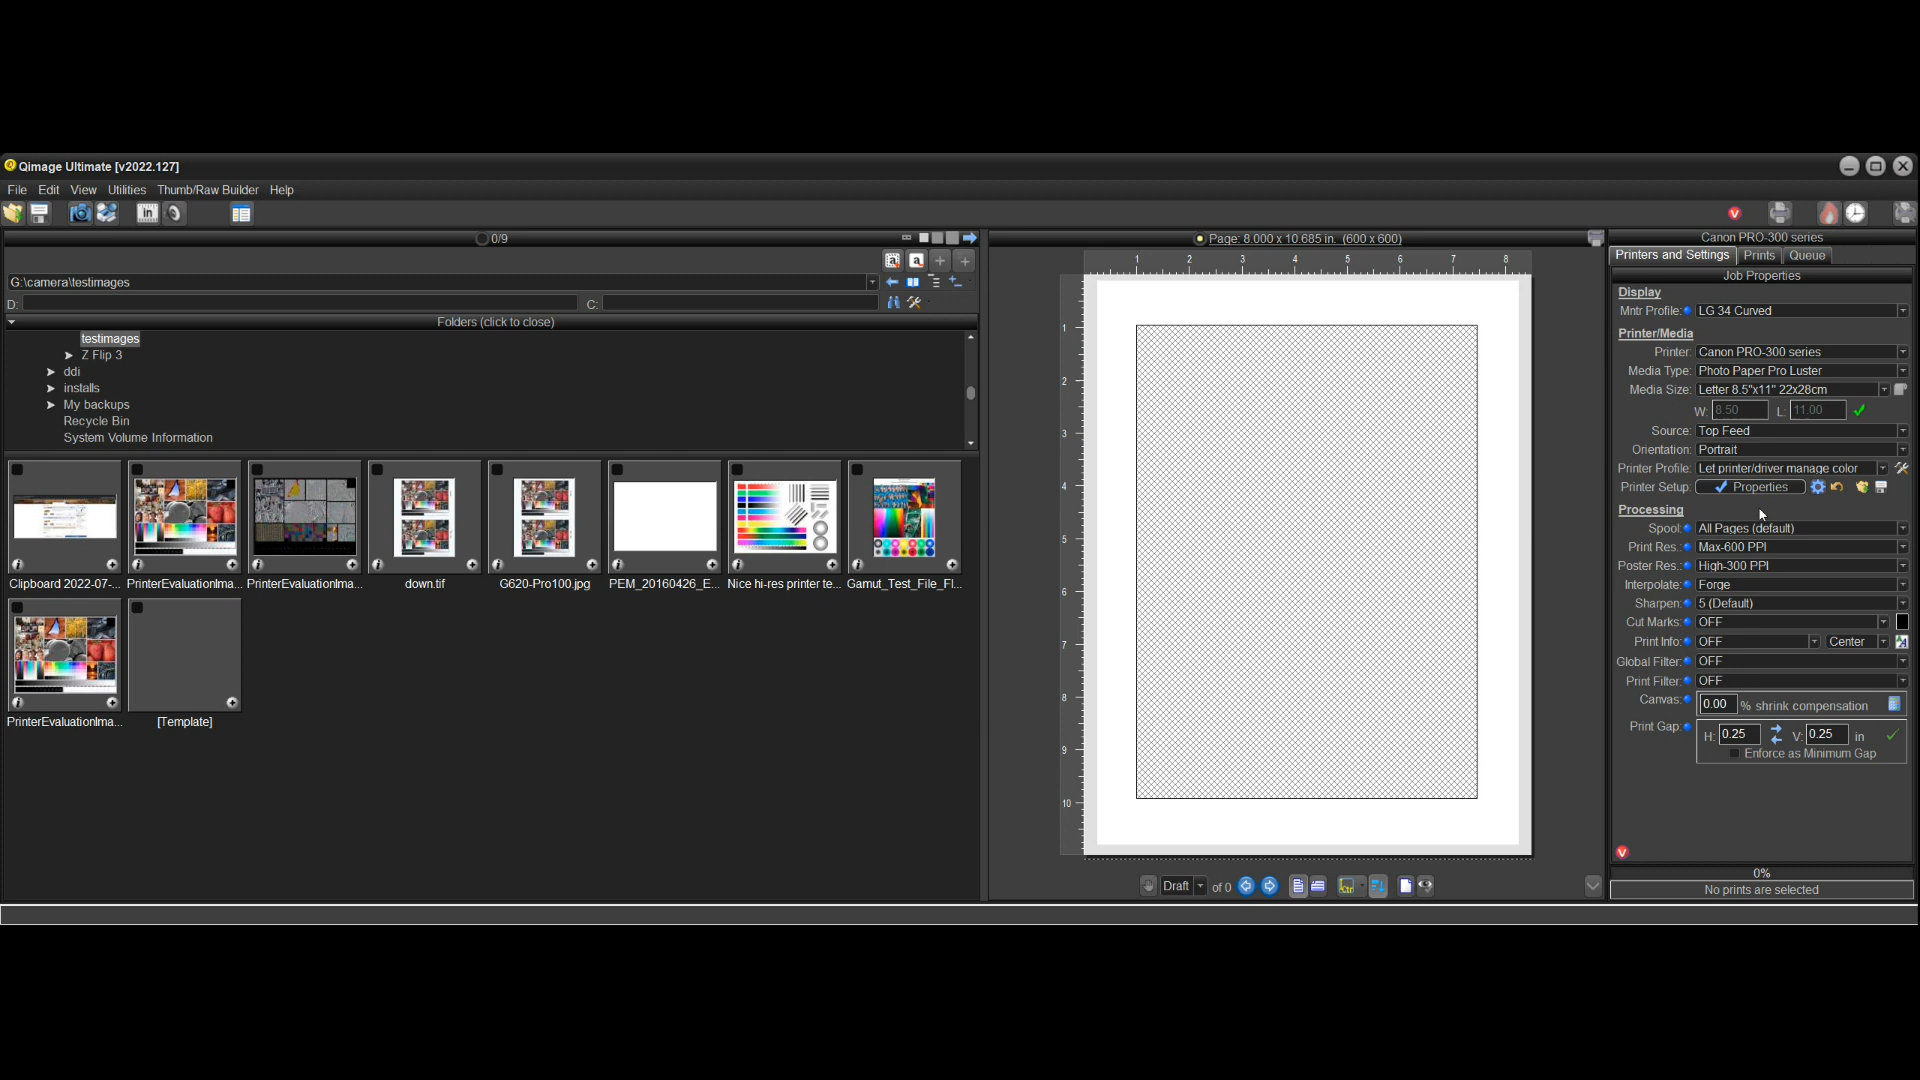 Qimage Ultimate [v2022.127]
File Edit View Utilities Thumb/Raw Builder Help
in
V
0/9
Page: 8.000 x 10.685 in. (600 x 600)
Canon PRO-300 series
Printers and Settings Prints Queue
a a
Job Properties
G:\camera\testimages
D: C:
Folders (click to close)
testimages
Z Flip 3
ddi
installs
My backups
Recycle Bin
System Volume Information
Clipboard 2022-07-... PrinterEvaluationIma... PrinterEvaluationIma... down.tif G620-Pro100.jpg PEM_20160426_E... Nice hi-res printer te... Gamut_Test_File_Fl...
PrinterEvaluationIma... [Template]
1 2 3 4 5 6 7 8
1
2
3
4
5
6
7
8
9
10
Draft of 0
Display
Mntr Profile: LG 34 Curved
Printer/Media
Printer: Canon PRO-300 series
Media Type: Photo Paper Pro Luster
Media Size: Letter 8.5"x11" 22x28cm
W: 8.50 L: 11.00
Source: Top Feed
Orientation: Portrait
Printer Profile: Let printer/driver manage color
Printer Setup: Properties
Processing
Spool: All Pages (default)
Print Res.: Max-600 PPI
Poster Res.: High-300 PPI
Interpolate: Forge
Sharpen: 5 (Default)
Cut Marks: OFF
Print Info: OFF Center
Global Filter: OFF
Print Filter: OFF
Canvas: 0.00 % shrink compensation
Print Gap: H: 0.25 V: 0.25 in
Enforce as Minimum Gap
V
0%
No prints are selected